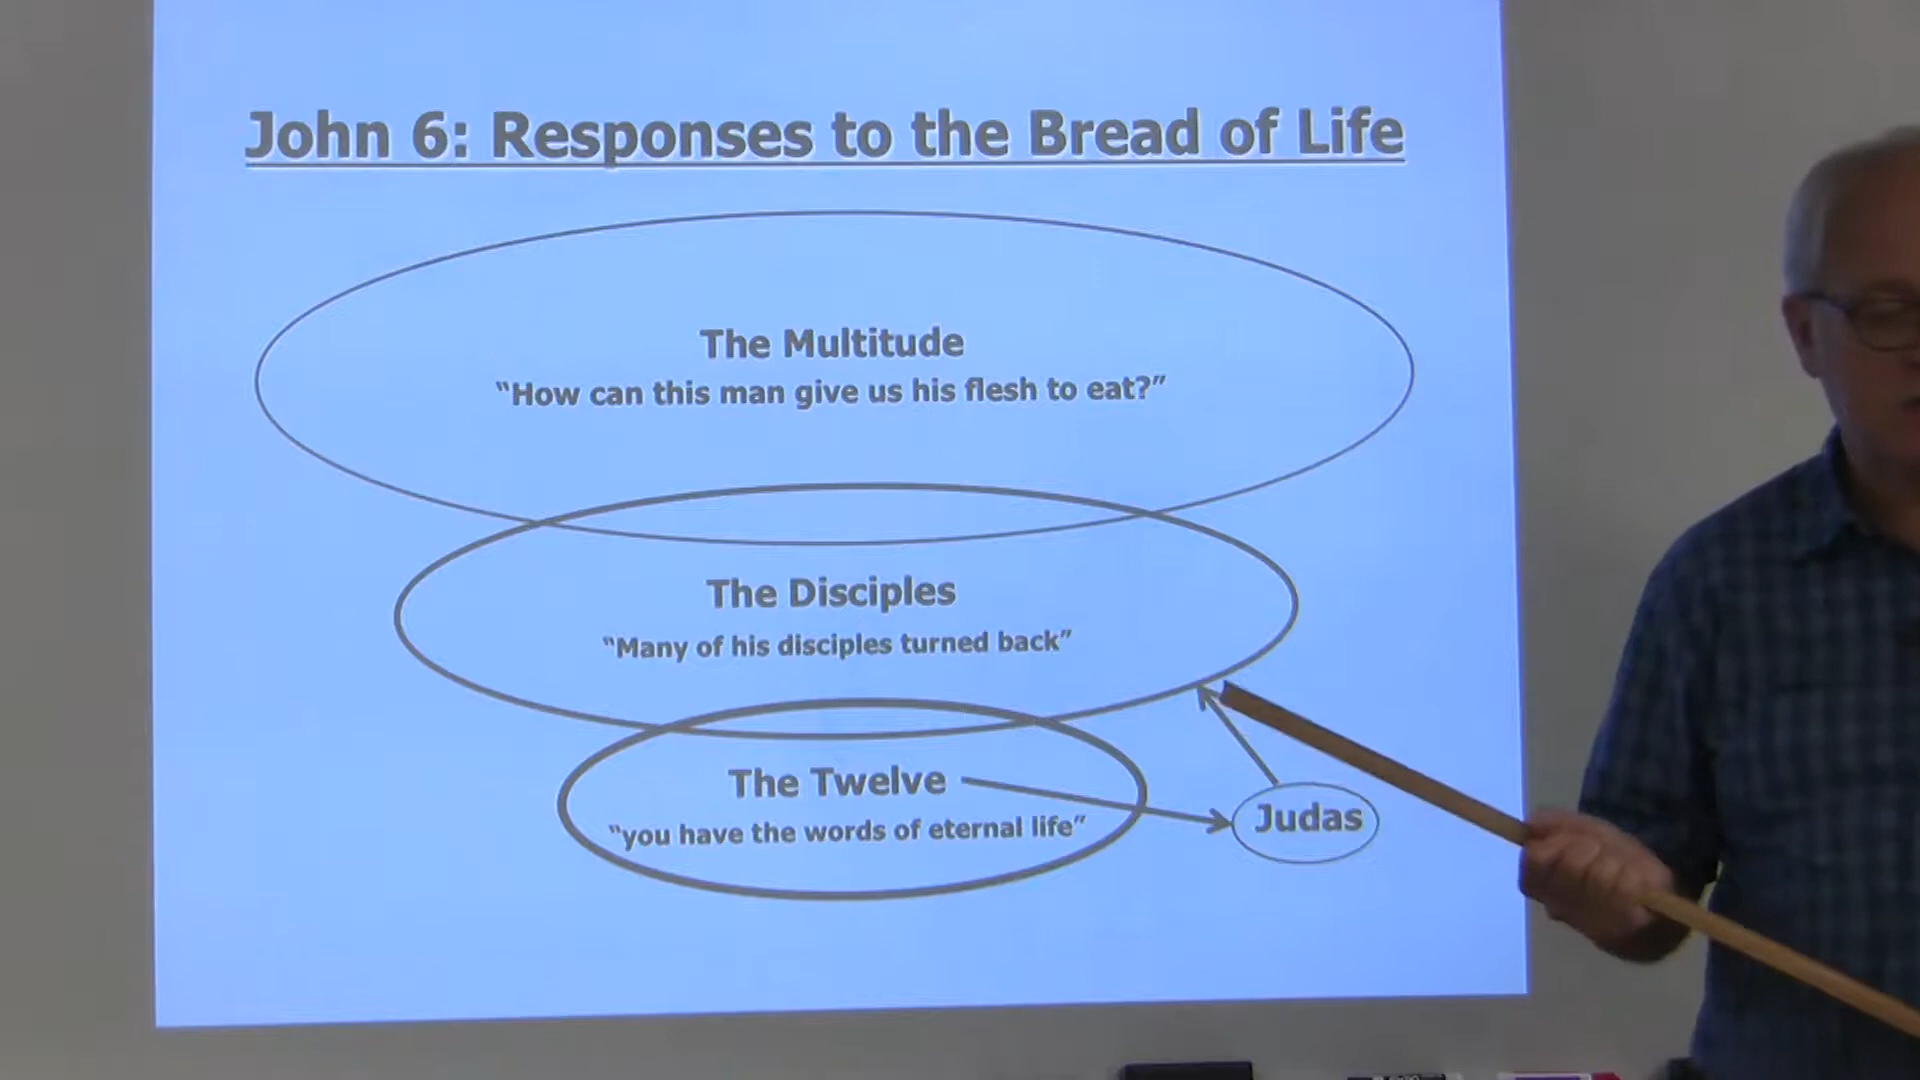 John 6: Responses to the Bread of Life
The Multitude
“How can this man give us his flesh to eat?”
The Disciples
“Many of his disciples turned back”
The Twelve
“you have the words of eternal life”
Judas